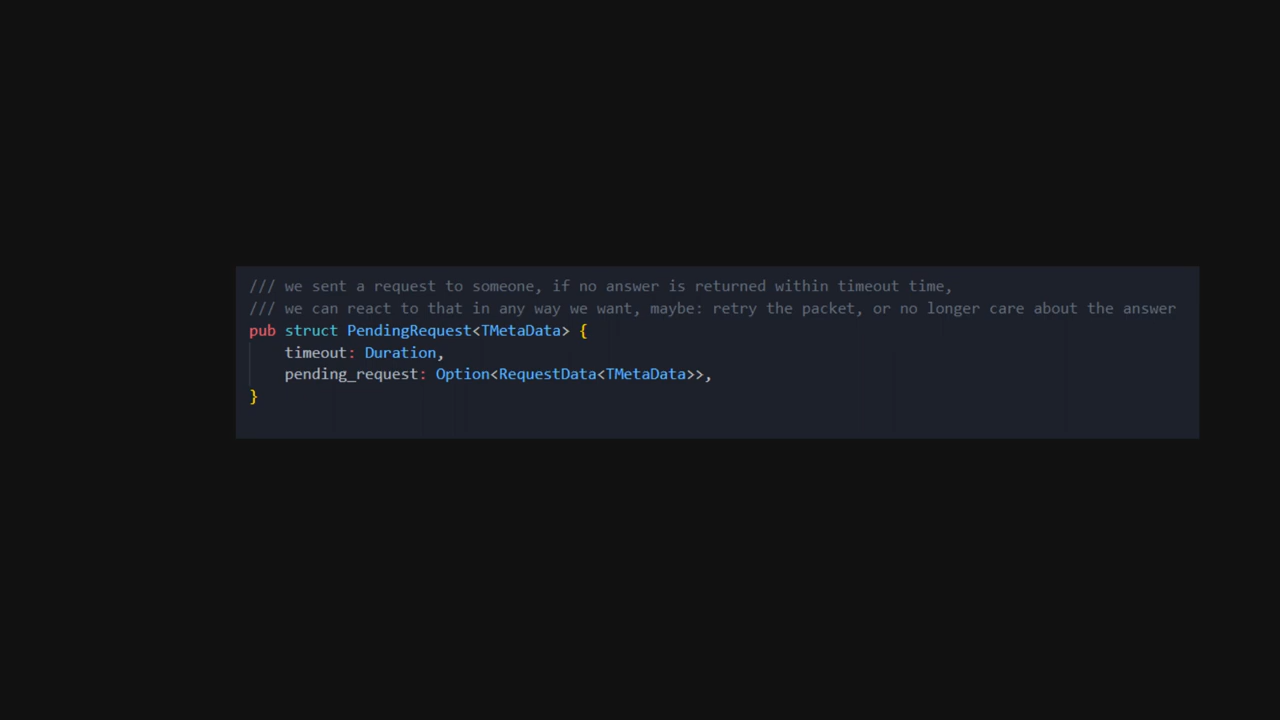 /// we sent a request to someone, if no answer is returned within timeout time,
/// we can react to that in any way we want, maybe: retry the packet, or no longer care about the answer
pub struct PendingRequest<TMetaData> {
    timeout: Duration,
    pending_request: Option<RequestData<TMetaData>>,
}